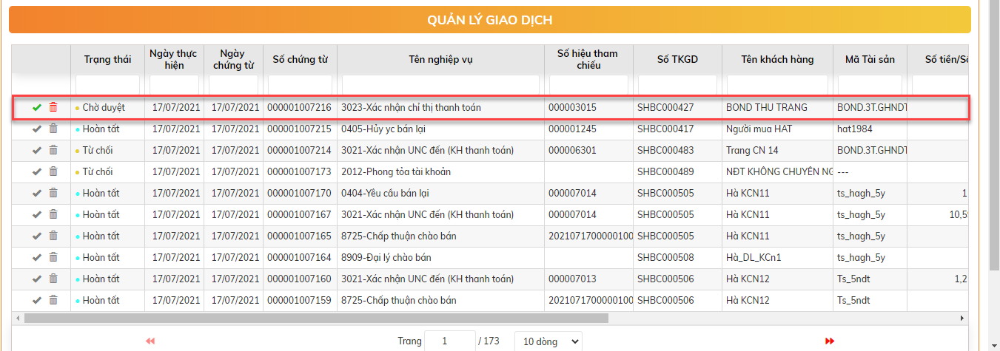 QUẢN LÝ GIAO DỊCH
Trạng thái Ngày thực hiện Ngày chứng từ Số chứng từ Tên nghiệp vụ Số hiệu tham chiếu Số TKGD Tên khách hàng Mã Tài sản Số tiền/Số
Chờ duyệt 17/07/2021 17/07/2021 000001007216 3023-Xác nhận chỉ thị thanh toán 000003015 SHBC000427 BOND THU TRANG BOND.3T.GHNDT
Hoàn tất 17/07/2021 17/07/2021 000001007215 0405-Hủy yc bán lại 000001245 SHBC000417 Người mua HAT hat1984
Từ chối 17/07/2021 17/07/2021 000001007214 3021-Xác nhận UNC đến (KH thanh toán) 000006301 SHBC000483 Trang CN 14 BOND.3T.GHNDT
Từ chối 17/07/2021 17/07/2021 000001007173 2012-Phong tỏa tài khoản SHBC000489 NĐT KHÔNG CHUYÊN NG ---
Hoàn tất 17/07/2021 17/07/2021 000001007170 0404-Yêu cầu bán lại 000007014 SHBC000505 Hà KCN11 ts_hagh_5y 1
Hoàn tất 17/07/2021 17/07/2021 000001007167 3021-Xác nhận UNC đến (KH thanh toán) 000007014 SHBC000505 Hà KCN11 ts_hagh_5y 10,59
Hoàn tất 17/07/2021 17/07/2021 000001007165 8725-Chấp thuận chào bán 2021071700000100 SHBC000505 Hà KCN11 ts_hagh_5y
Hoàn tất 17/07/2021 17/07/2021 000001007164 8909-Đại lý chào bán SHBC000508 Hà_DL_KCn1 ts_hagh_5y
Hoàn tất 17/07/2021 17/07/2021 000001007160 3021-Xác nhận UNC đến (KH thanh toán) 000007013 SHBC000506 Hà KCN12 Ts_5ndt 1,2
Hoàn tất 17/07/2021 17/07/2021 000001007159 8725-Chấp thuận chào bán 2021071700000100 SHBC000506 Hà KCN12 Ts_5ndt
Trang 1 / 173 10 dòng